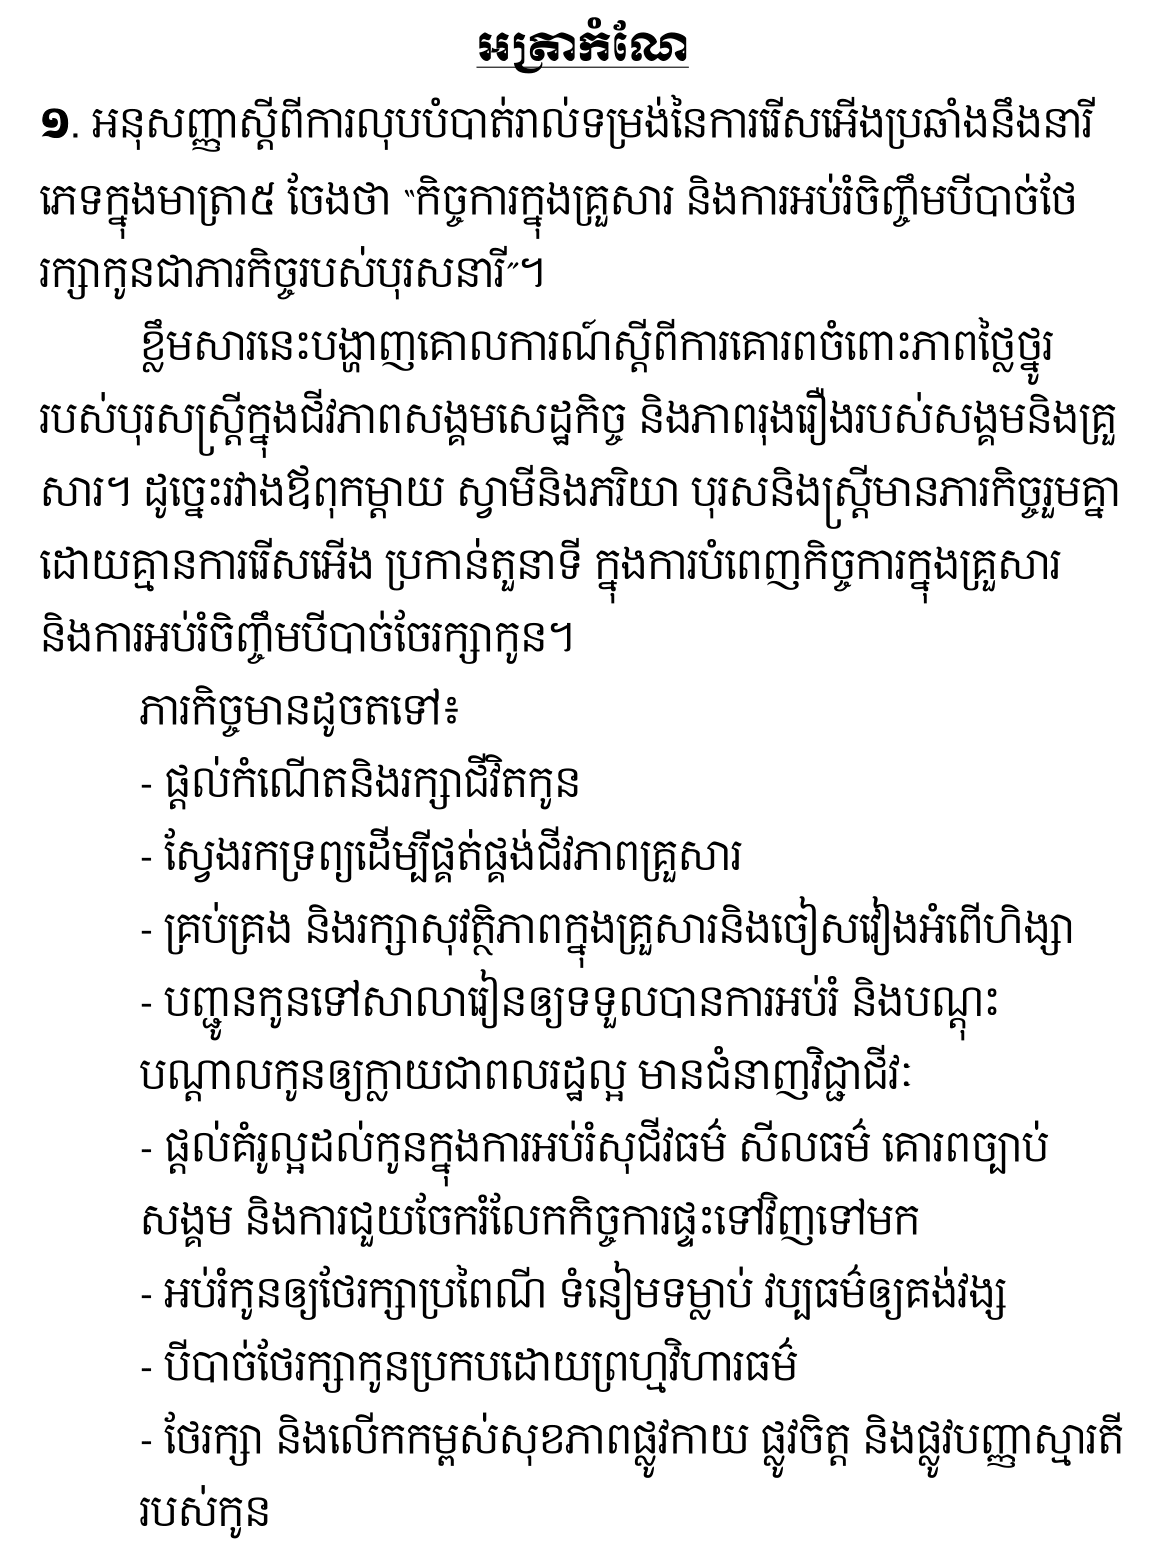 អត្រាកំណែ
១. អនុសញ្ញាស្តីពីការលុបបំបាត់រាល់ទម្រង់នៃការរើសអើងប្រឆាំងនឹងនារី
ភេទក្នុងមាត្រា៥ ចែងថា “កិច្ចការក្នុងគ្រួសារ និងការអប់រំចិញ្ចឹមបីបាច់ថែ
រក្សាកូនជាភារកិច្ចរបស់បុរសនារី”។
ខ្លឹមសារនេះបង្ហាញគោលការណ៍ស្តីពីការគោរពចំពោះភាពថ្លៃថ្នូរ
របស់បុរសស្ត្រីក្នុងជីវភាពសង្គមសេដ្ឋកិច្ច និងភាពរុងរឿងរបស់សង្គមនិងគ្រួ
សារ។ ដូច្នេះរវាងឪពុកម្តាយ ស្វាមីនិងភរិយា បុរសនិងស្ត្រីមានភារកិច្ចរួមគ្នា
ដោយគ្មានការរើសអើង ប្រកាន់តួនាទី ក្នុងការបំពេញកិច្ចការក្នុងគ្រួសារ
និងការអប់រំចិញ្ចឹមបីបាច់ចែរក្សាកូន។
ភារកិច្ចមានដូចតទៅ៖
- ផ្តល់កំណើតនិងរក្សាជីវិតកូន
- ស្វែងរកទ្រព្យដើម្បីផ្គត់ផ្គង់ជីវភាពគ្រួសារ
- គ្រប់គ្រង និងរក្សាសុវត្ថិភាពក្នុងគ្រួសារនិងចៀសវៀងអំពើហិង្សា
- បញ្ជូនកូនទៅសាលារៀនឲ្យទទួលបានការអប់រំ និងបណ្តុះ
បណ្តាលកូនឲ្យក្លាយជាពលរដ្ឋល្អ មានជំនាញវិជ្ជាជីវៈ
- ផ្តល់គំរូល្អដល់កូនក្នុងការអប់រំសុជីវធម៌ សីលធម៌ គោរពច្បាប់
សង្គម និងការជួយចែករំលែកកិច្ចការផ្ទះទៅវិញទៅមក
- អប់រំកូនឲ្យថែរក្សាប្រពៃណី ទំនៀមទម្លាប់ វប្បធម៌ឲ្យគង់វង្ស
- បីបាច់ថែរក្សាកូនប្រកបដោយព្រហ្មវិហារធម៌
- ថែរក្សា និងលើកកម្ពស់សុខភាពផ្លូវកាយ ផ្លូវចិត្ត និងផ្លូវបញ្ញាស្មារតី
របស់កូន